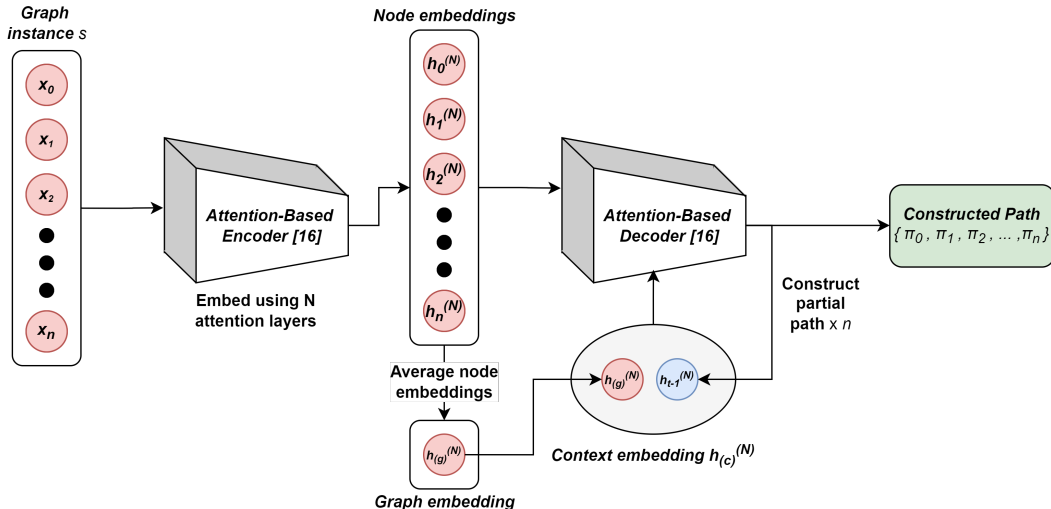 Graph
instance s
x0
x1
x2
xn
Attention-Based
Encoder [16]
Embed using N
attention layers
Node embeddings
h0(N)
h1(N)
h2(N)
hn(N)
Average node
embeddings
h(g)(N)
Graph embedding
Attention-Based
Decoder [16]
h(g)(N)
ht-1(N)
Context embedding h(c)(N)
Construct
partial
path x n
Constructed Path
{ π0 , π1 , π2 , ... ,πn }